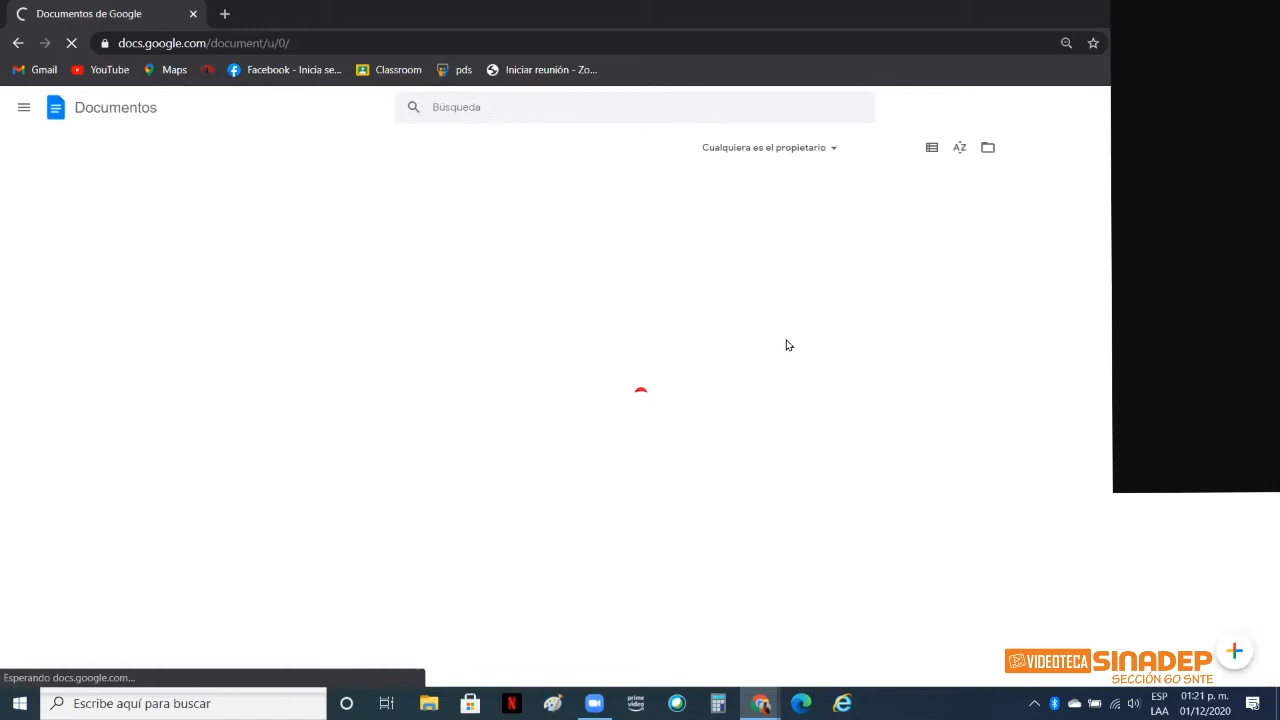 Documentos de Google
docs.google.com/document/u/0/
Gmail
YouTube
Maps
Facebook - Inicia se...
Classroom
pds
Iniciar reunión - Zo...
Documentos
Búsqueda
Cualquiera es el propietario
AZ
VIDEOTECA SINADEP
SECCIÓN 60 SNTE
Esperando docs.google.com...
Escribe aquí para buscar
prime video
ESP
LAA
01:21 p. m.
01/12/2020